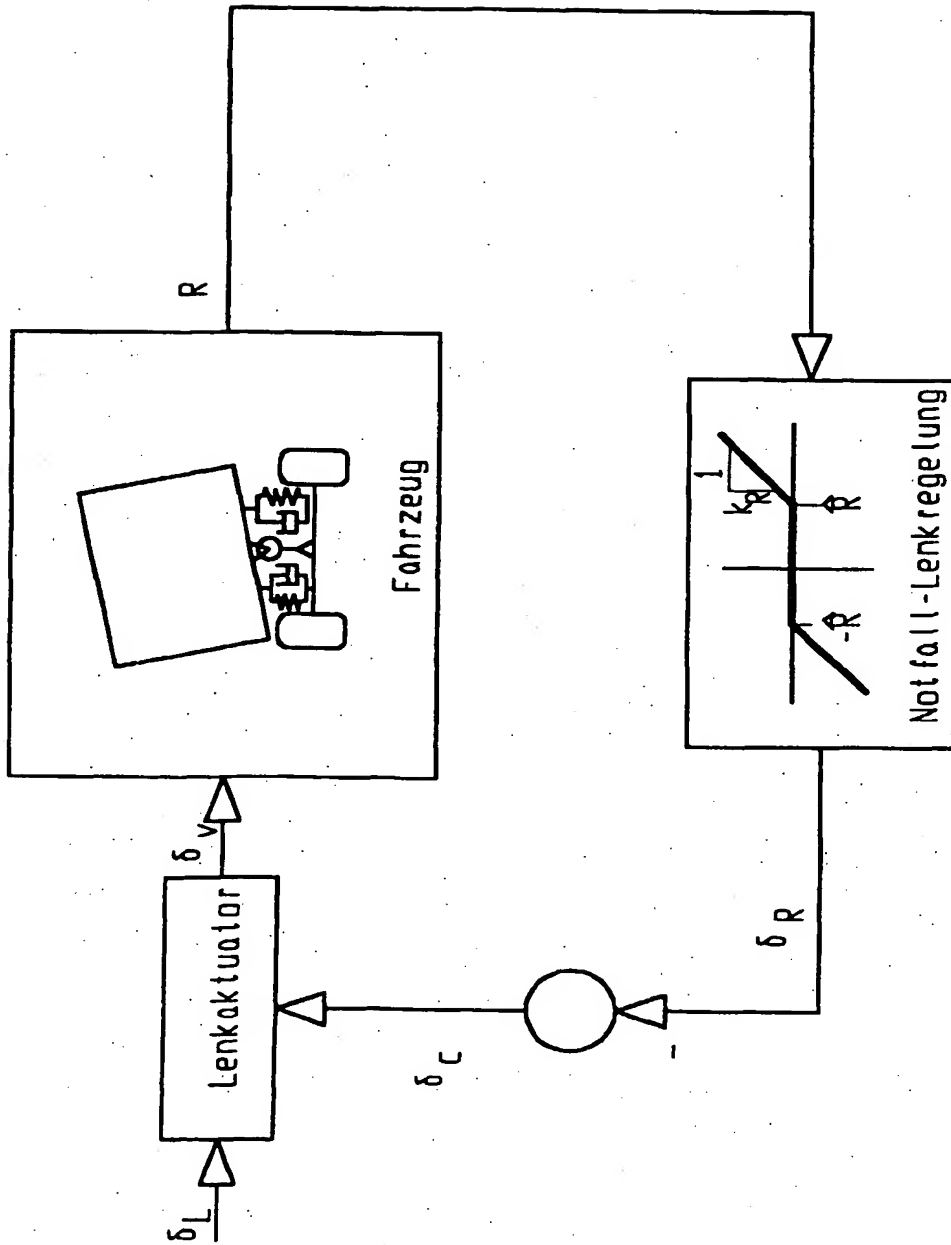 δL
Lenkaktuator
δv
Fahrzeug
R
δC
-
δR
kR
1
-R̂
R̂
Notfall-Lenkregelung